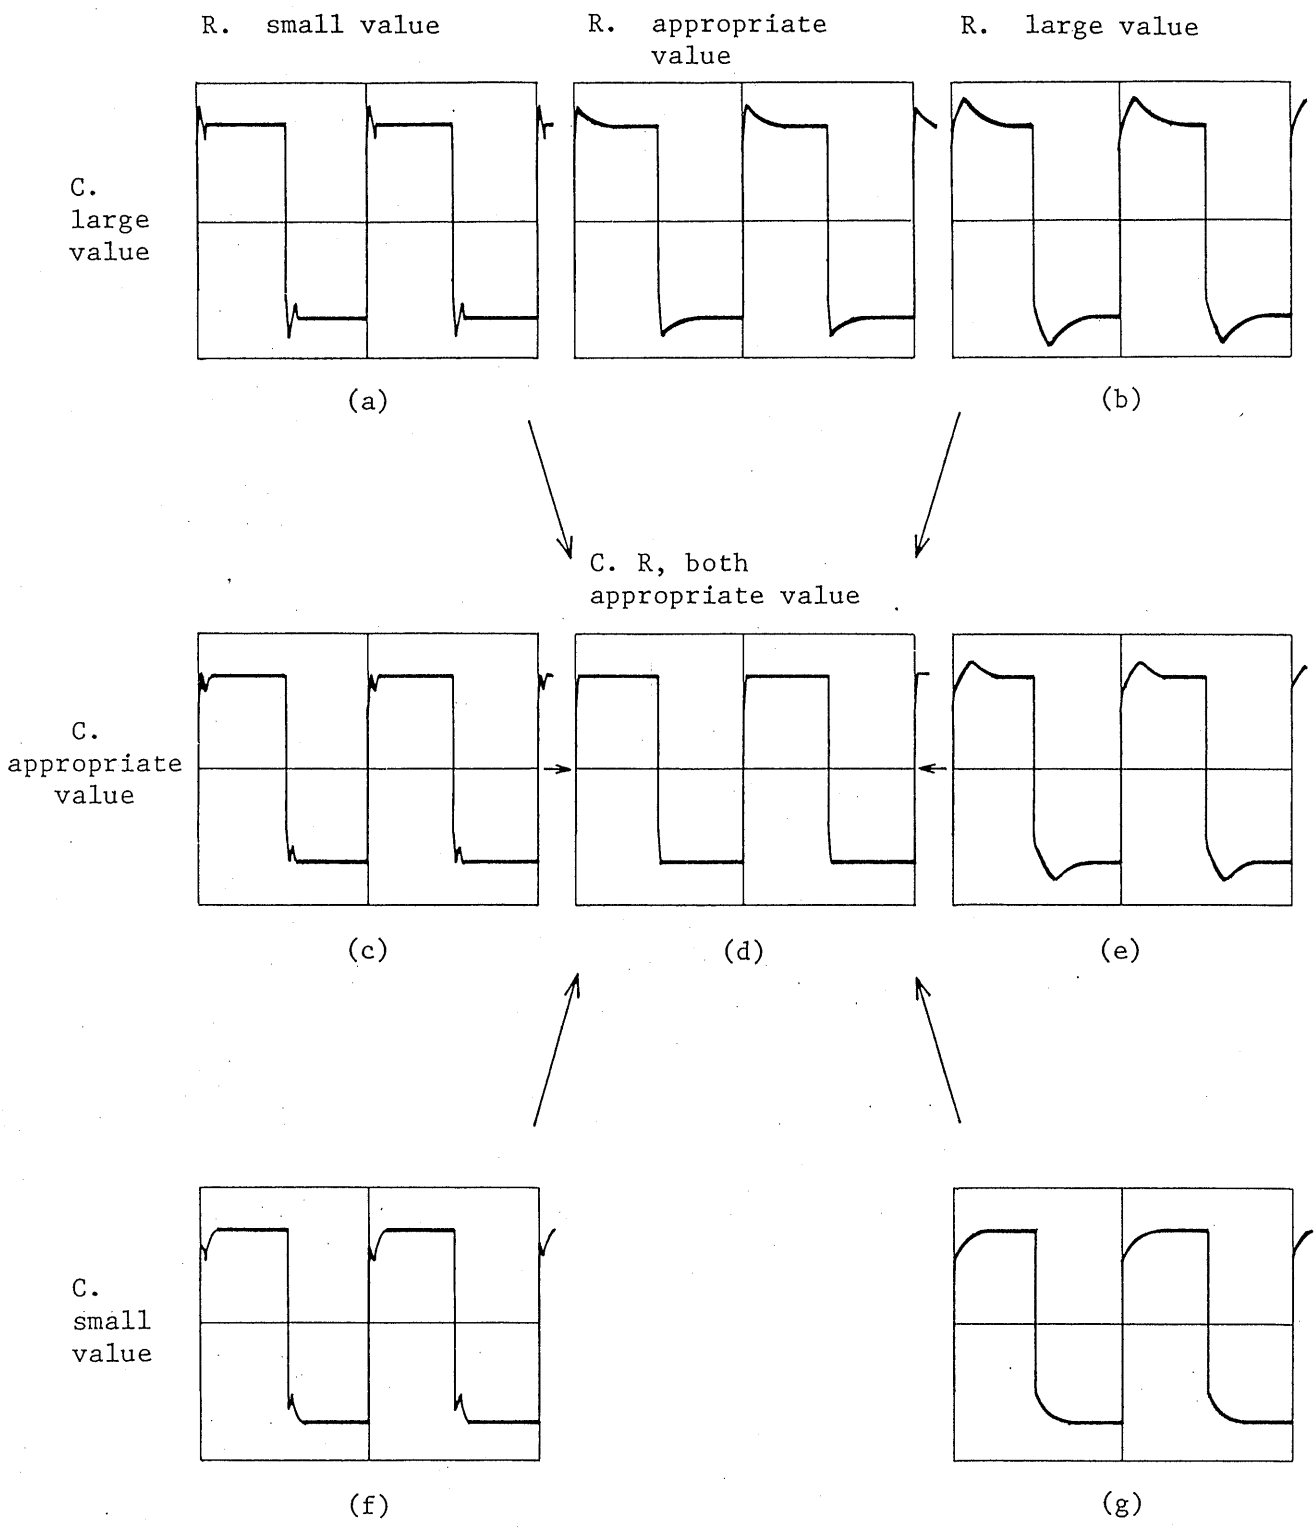 R. small value
R. appropriate
value
R. large value
C.
large
value
(a)
(b)
C. R, both
appropriate value
C.
appropriate
value
(c)
(d)
(e)
C.
small
value
(f)
(g)